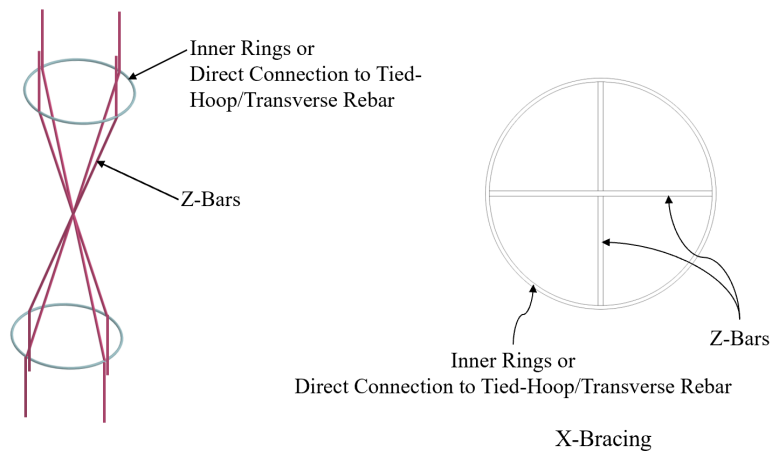 Inner Rings or
Direct Connection to Tied-
Hoop/Transverse Rebar
Z-Bars
Z-Bars
Inner Rings or
Direct Connection to Tied-Hoop/Transverse Rebar
X-Bracing